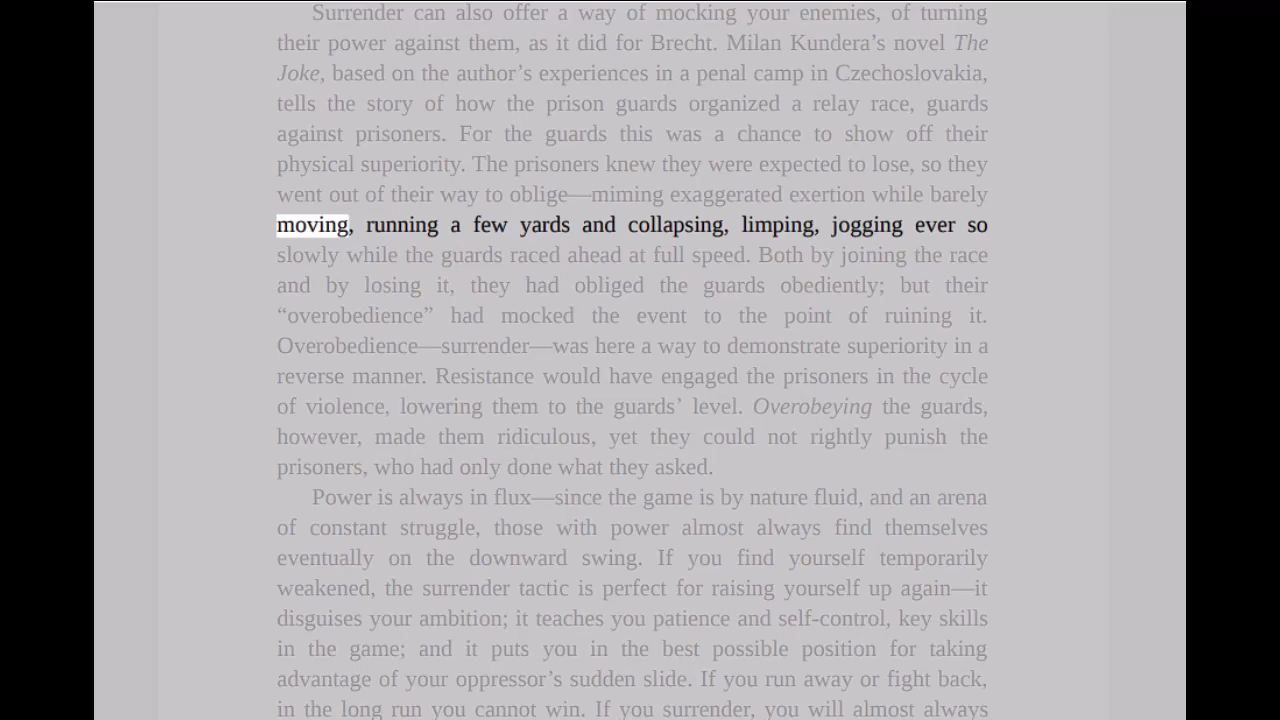 Surrender can also offer a way of mocking your enemies, of turning
their power against them, as it did for Brecht. Milan Kundera’s novel The
Joke, based on the author’s experiences in a penal camp in Czechoslovakia,
tells the story of how the prison guards organized a relay race, guards
against prisoners. For the guards this was a chance to show off their
physical superiority. The prisoners knew they were expected to lose, so they
went out of their way to oblige—miming exaggerated exertion while barely
moving, running a few yards and collapsing, limping, jogging ever so
slowly while the guards raced ahead at full speed. Both by joining the race
and by losing it, they had obliged the guards obediently; but their
“overobedience” had mocked the event to the point of ruining it.
Overobedience—surrender—was here a way to demonstrate superiority in a
reverse manner. Resistance would have engaged the prisoners in the cycle
of violence, lowering them to the guards’ level. Overobeying the guards,
however, made them ridiculous, yet they could not rightly punish the
prisoners, who had only done what they asked.
Power is always in flux—since the game is by nature fluid, and an arena
of constant struggle, those with power almost always find themselves
eventually on the downward swing. If you find yourself temporarily
weakened, the surrender tactic is perfect for raising yourself up again—it
disguises your ambition; it teaches you patience and self-control, key skills
in the game; and it puts you in the best possible position for taking
advantage of your oppressor’s sudden slide. If you run away or fight back,
in the long run you cannot win. If you surrender, you will almost always